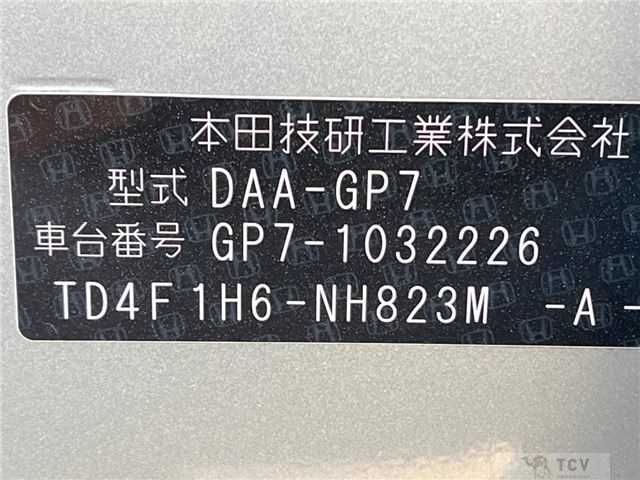 本田技研工業株式会社
型式 DAA-GP7
車台番号 GP7-1032226
TD4F1H6-NH823M -A -
TCV